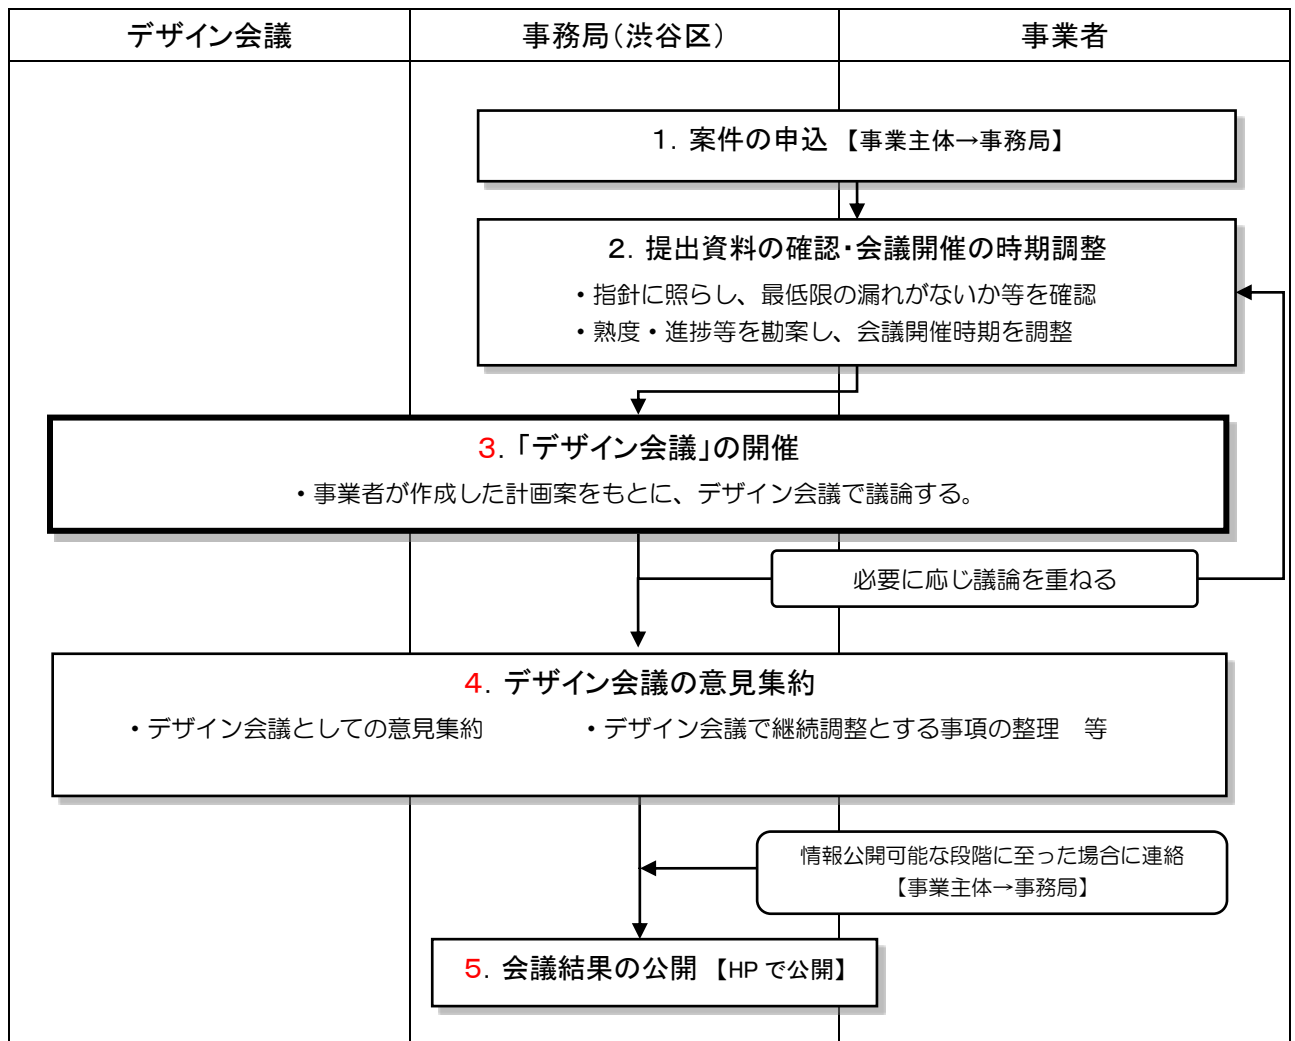 デザイン会議
事務局（渋谷区）
事業者
１．案件の申込 【事業主体→事務局】
２．提出資料の確認・会議開催の時期調整
・指針に照らし、最低限の漏れがないか等を確認
・熟度・進捗等を勘案し、会議開催時期を調整
３．「デザイン会議」の開催
・事業者が作成した計画案をもとに、デザイン会議で議論する。
必要に応じ議論を重ねる
４．デザイン会議の意見集約
・デザイン会議としての意見集約　　　・デザイン会議で継続調整とする事項の整理　等
情報公開可能な段階に至った場合に連絡
【事業主体→事務局】
５．会議結果の公開 【HP で公開】